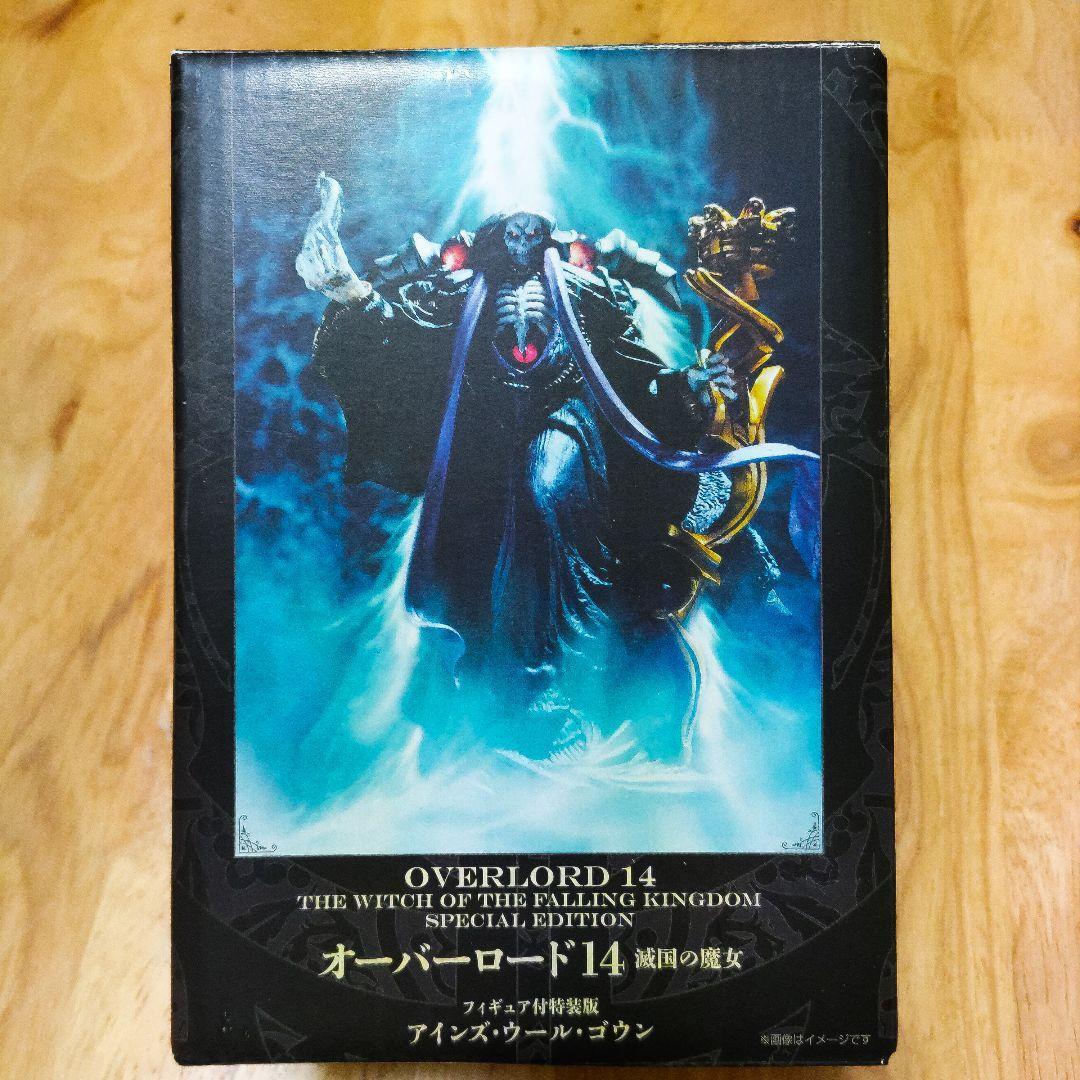 OVERLORD 14
THE WITCH OF THE FALLING KINGDOM
SPECIAL EDITION
オーバーロード14 滅国の魔女
フィギュア付特装版
アインズ・ウール・ゴウン
※画像はイメージです